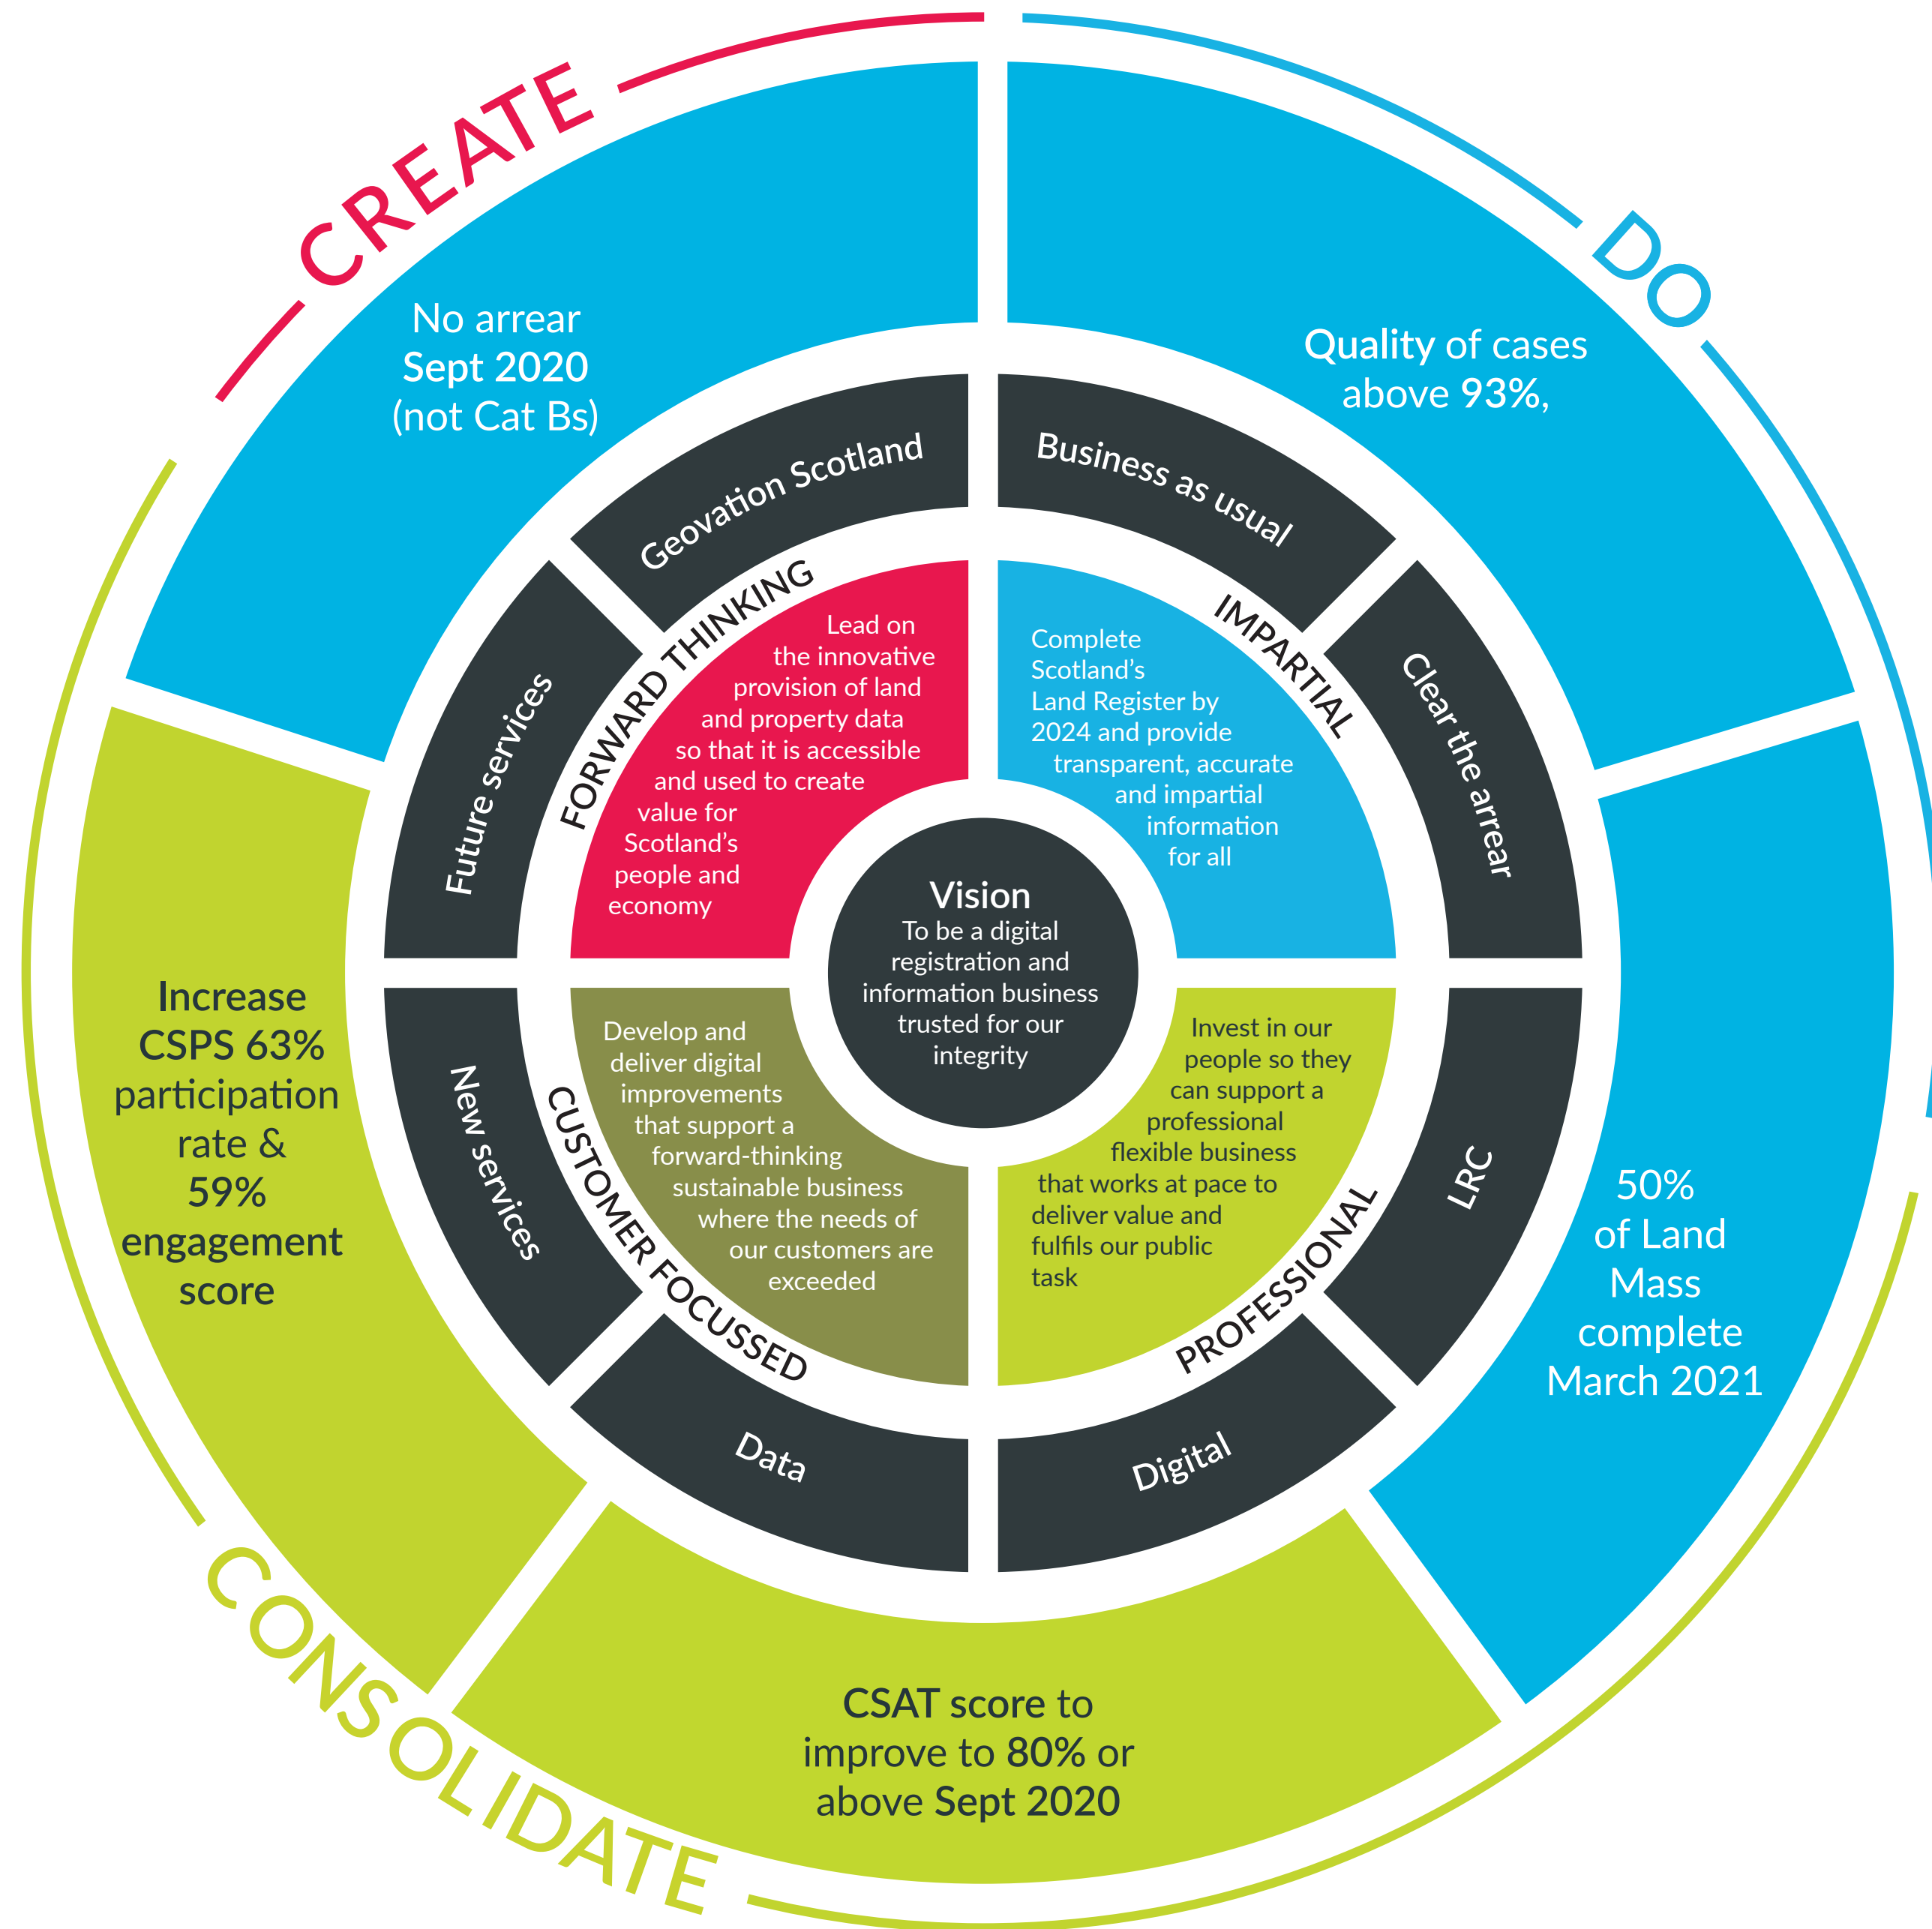 CREATE
DO
No arrear
Sept 2020
(not Cat Bs)
Quality of cases
above 93%,
Geovation Scotland
Business as usual
Future services
Clear the arrear
FORWARD THINKING
IMPARTIAL
Lead on
the innovative
provision of land
and property data
so that it is accessible
and used to create
value for
Scotland’s
people and
economy
Complete
Scotland’s
Land Register by
2024 and provide
transparent, accurate
and impartial
information
for all
Vision
To be a digital
registration and
information business
trusted for our
integrity
Increase
CSPS 63%
participation
rate &
59%
engagement
score
New services
CUSTOMER FOCUSSED
Develop and
deliver digital
improvements
that support a
forward-thinking
sustainable business
where the needs of
our customers are
exceeded
Invest in our
people so they
can support a
professional
flexible business
that works at pace to
deliver value and
fulfils our public
task
PROFESSIONAL
LRC
50%
of Land
Mass
complete
March 2021
Data
Digital
CONSOLIDATE
CSAT score to
improve to 80% or
above Sept 2020